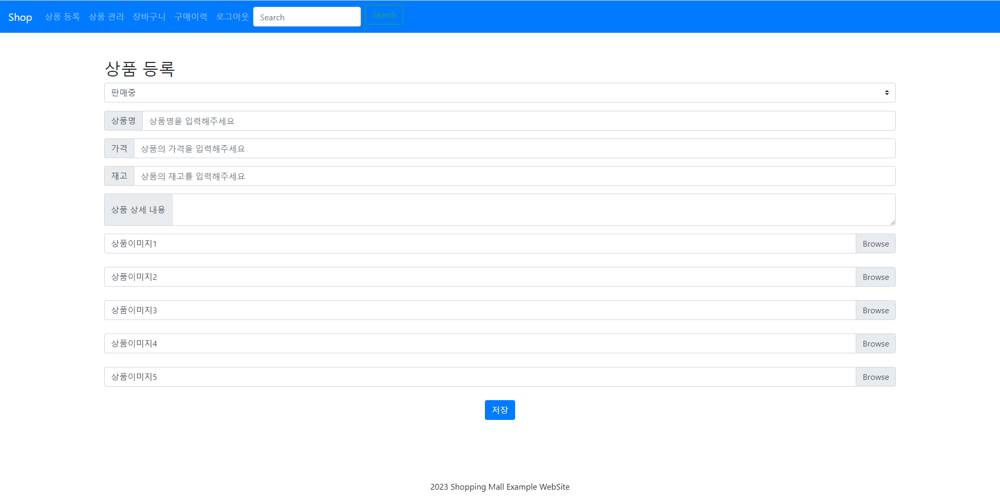 Shop 상품 등록 상품 관리 장바구니 구매이력 로그아웃 Search Search
상품 등록
판매중
상품명 상품명을 입력해주세요
가격 상품의 가격을 입력해주세요
재고 상품의 재고를 입력해주세요
상품 상세 내용
상품이미지1 Browse
상품이미지2 Browse
상품이미지3 Browse
상품이미지4 Browse
상품이미지5 Browse
저장
2023 Shopping Mall Example WebSite